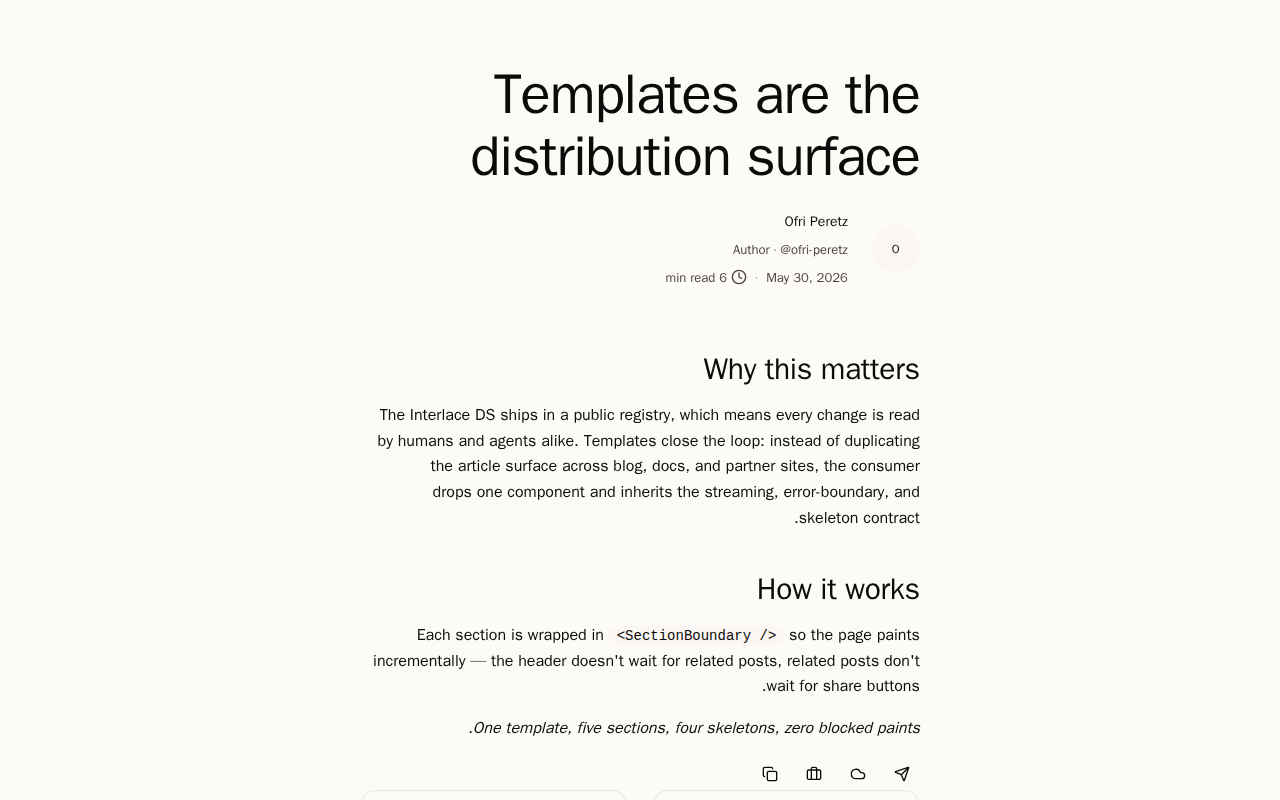 Templates are the
distribution surface
O
Ofri Peretz
Author · @ofri-peretz
min read 6 · May 30, 2026
Why this matters
The Interlace DS ships in a public registry, which means every change is read
by humans and agents alike. Templates close the loop: instead of duplicating
the article surface across blog, docs, and partner sites, the consumer
drops one component and inherits the streaming, error-boundary, and
.skeleton contract
How it works
Each section is wrapped in <SectionBoundary /> so the page paints
incrementally — the header doesn't wait for related posts, related posts don't
.wait for share buttons
.One template, five sections, four skeletons, zero blocked paints